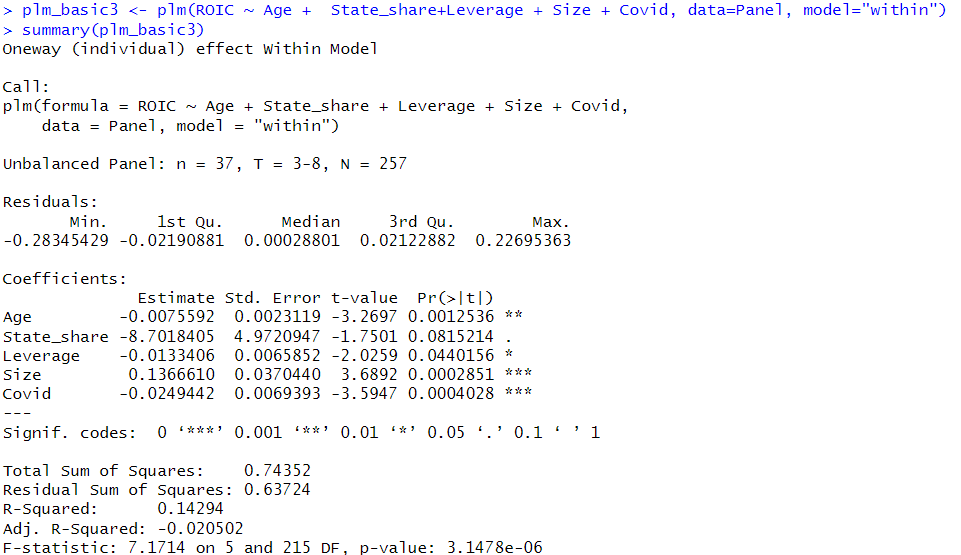 > plm_basic3 <- plm(ROIC ~ Age +  State_share+Leverage + Size + Covid, data=Panel, model="within")
> summary(plm_basic3)
Oneway (individual) effect Within Model

Call:
plm(formula = ROIC ~ Age + State_share + Leverage + Size + Covid,
    data = Panel, model = "within")

Unbalanced Panel: n = 37, T = 3-8, N = 257

Residuals:
       Min.     1st Qu.      Median     3rd Qu.        Max.
-0.28345429 -0.02190881  0.00028801  0.02122882  0.22695363

Coefficients:
              Estimate Std. Error t-value  Pr(>|t|)
Age         -0.0075592  0.0023119 -3.2697 0.0012536 **
State_share -8.7018405  4.9720947 -1.7501 0.0815214 .
Leverage    -0.0133406  0.0065852 -2.0259 0.0440156 *
Size         0.1366610  0.0370440  3.6892 0.0002851 ***
Covid       -0.0249442  0.0069393 -3.5947 0.0004028 ***
---
Signif. codes:  0 ‘***’ 0.001 ‘**’ 0.01 ‘*’ 0.05 ‘.’ 0.1 ‘ ’ 1

Total Sum of Squares:    0.74352
Residual Sum of Squares: 0.63724
R-Squared:      0.14294
Adj. R-Squared: -0.020502
F-statistic: 7.1714 on 5 and 215 DF, p-value: 3.1478e-06